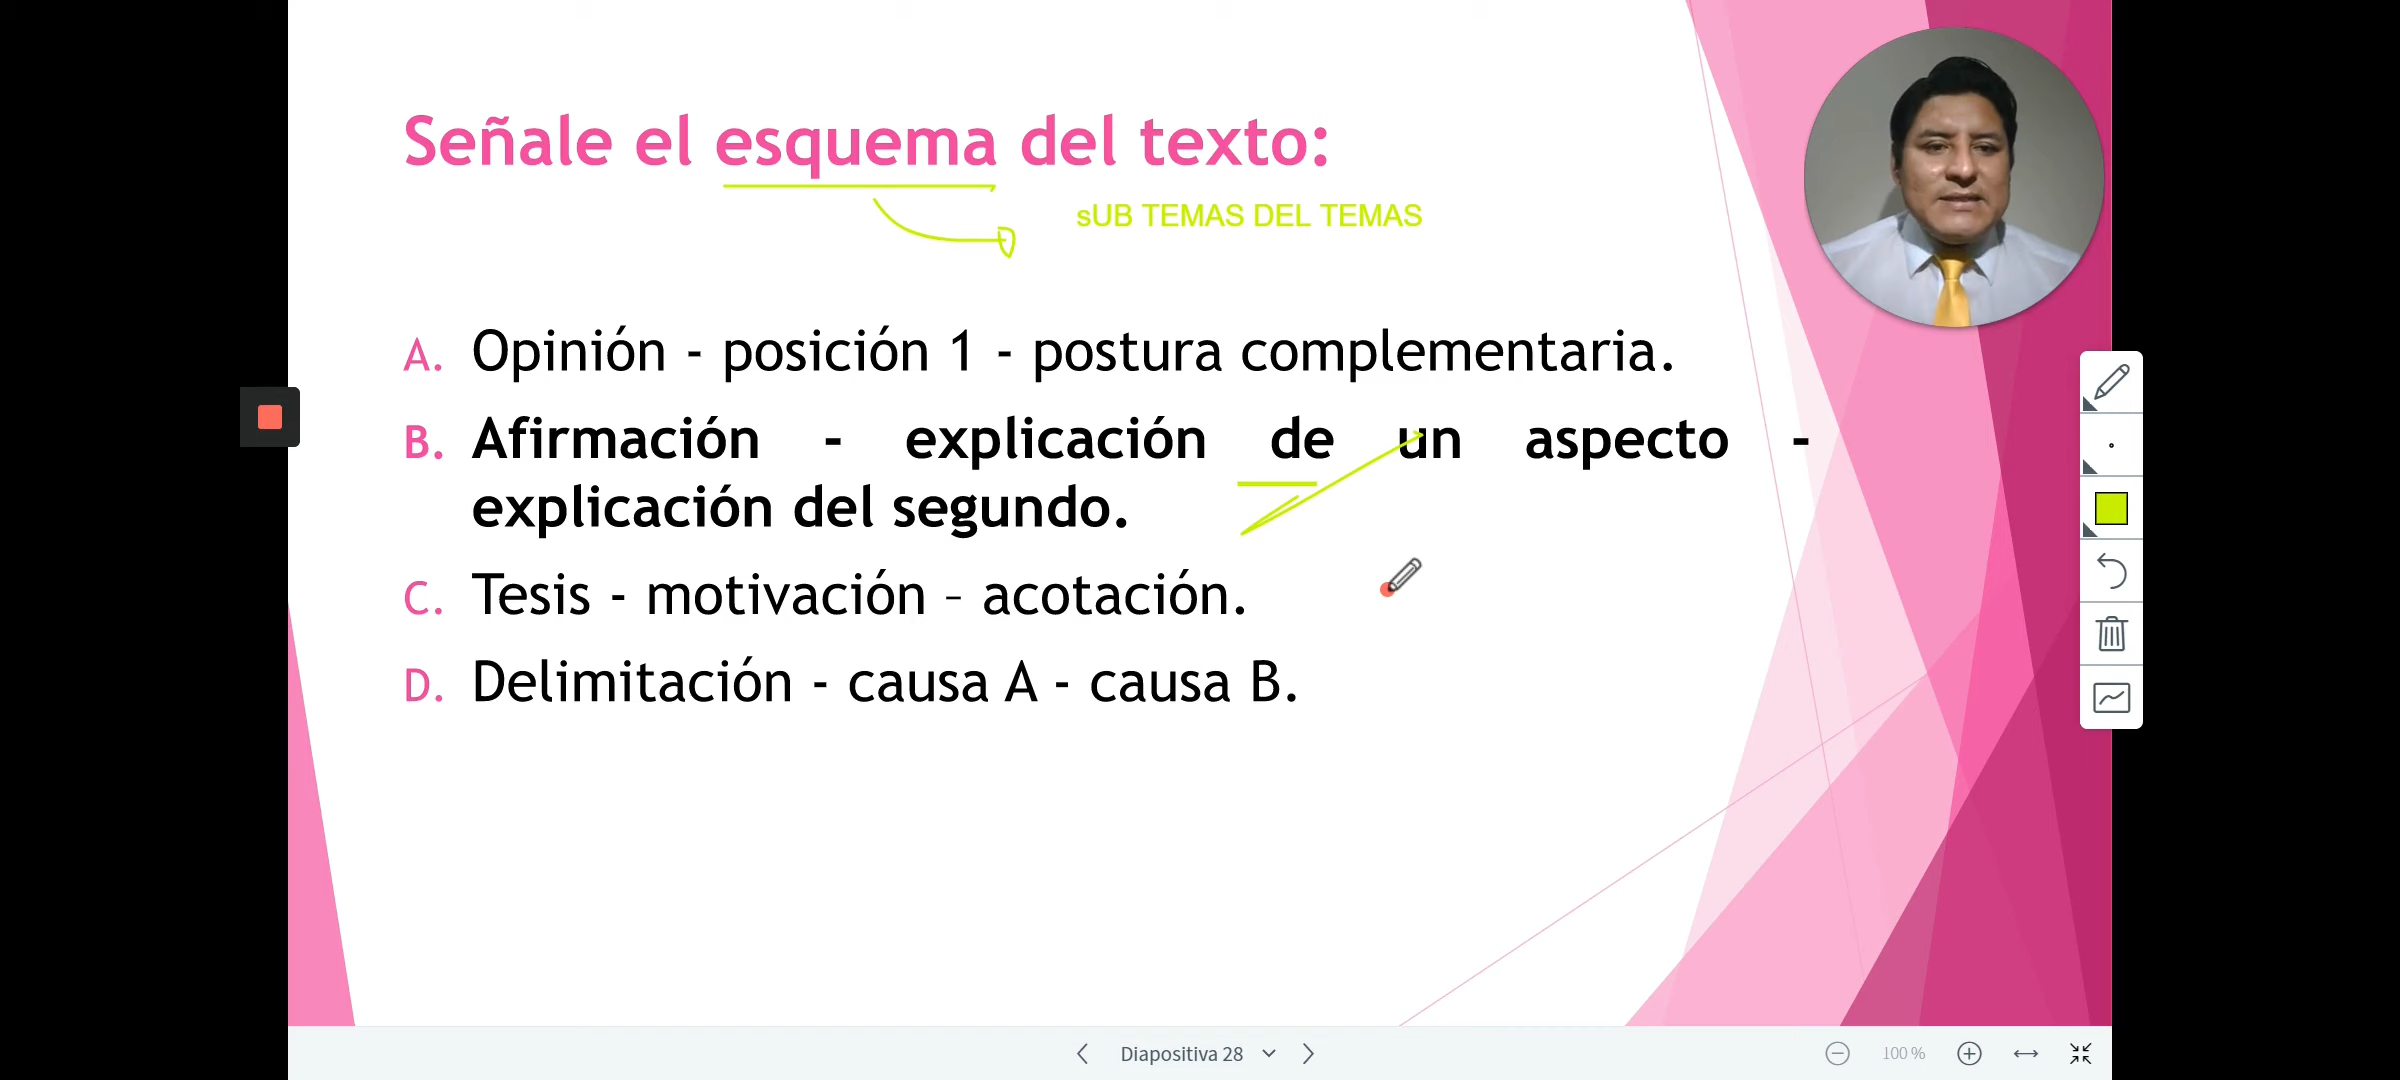 Señale el esquema del texto:
sUB TEMAS DEL TEMAS
A. Opinión - posición 1 - postura complementaria.
B. Afirmación - explicación de un aspecto -
explicación del segundo.
C. Tesis - motivación – acotación.
D. Delimitación - causa A - causa B.
Diapositiva 28
100 %